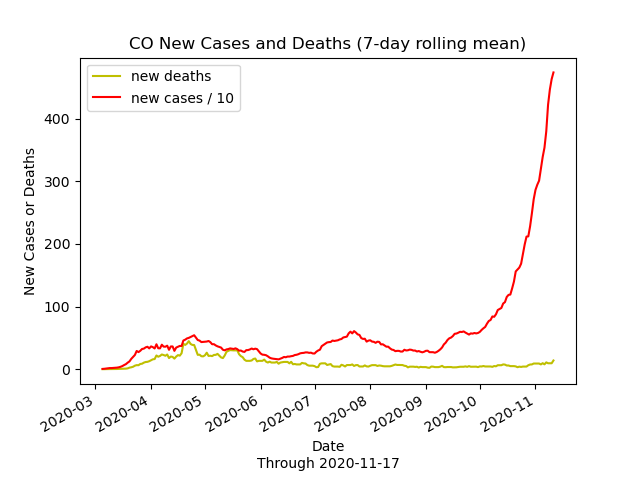 CO New Cases and Deaths (7-day rolling mean)
new deaths
new cases / 10
New Cases or Deaths
400
300
200
100
0
2020-03
2020-04
2020-05
2020-06
2020-07
2020-08
2020-09
2020-10
2020-11
Date
Through 2020-11-17